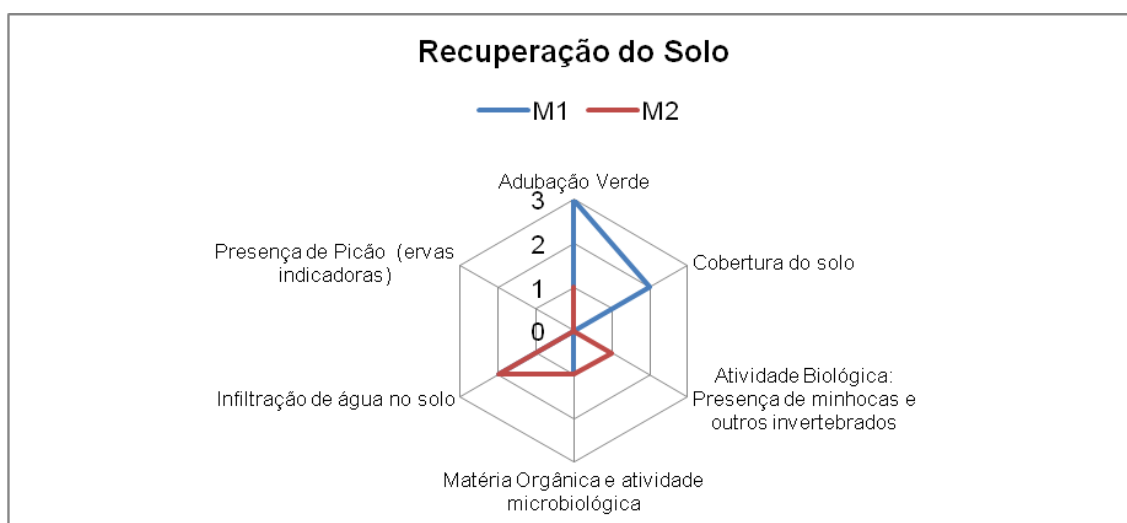 Recuperação do Solo
M1 M2
Adubação Verde
3
2
1
0
Cobertura do solo
Atividade Biológica:
Presença de minhocas e
outros invertebrados
Matéria Orgânica e atividade
microbiológica
Infiltração de água no solo
Presença de Picão (ervas
indicadoras)